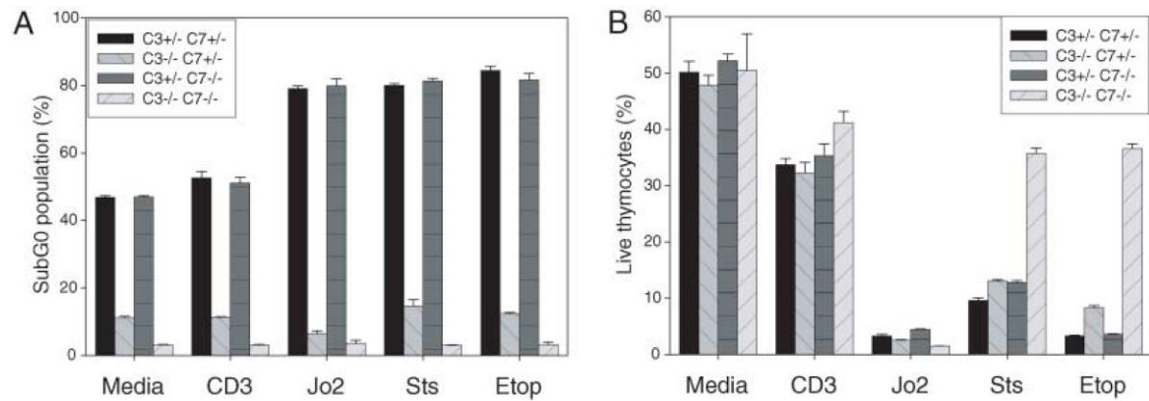 A
SubG0 population (%)
100
80
60
40
20
0
C3+/- C7+/-
C3-/- C7+/-
C3+/- C7-/-
C3-/- C7-/-
Media CD3 Jo2 Sts Etop
B
Live thymocytes (%)
60
50
40
30
20
10
0
C3+/- C7+/-
C3-/- C7+/-
C3+/- C7-/-
C3-/- C7-/-
Media CD3 Jo2 Sts Etop